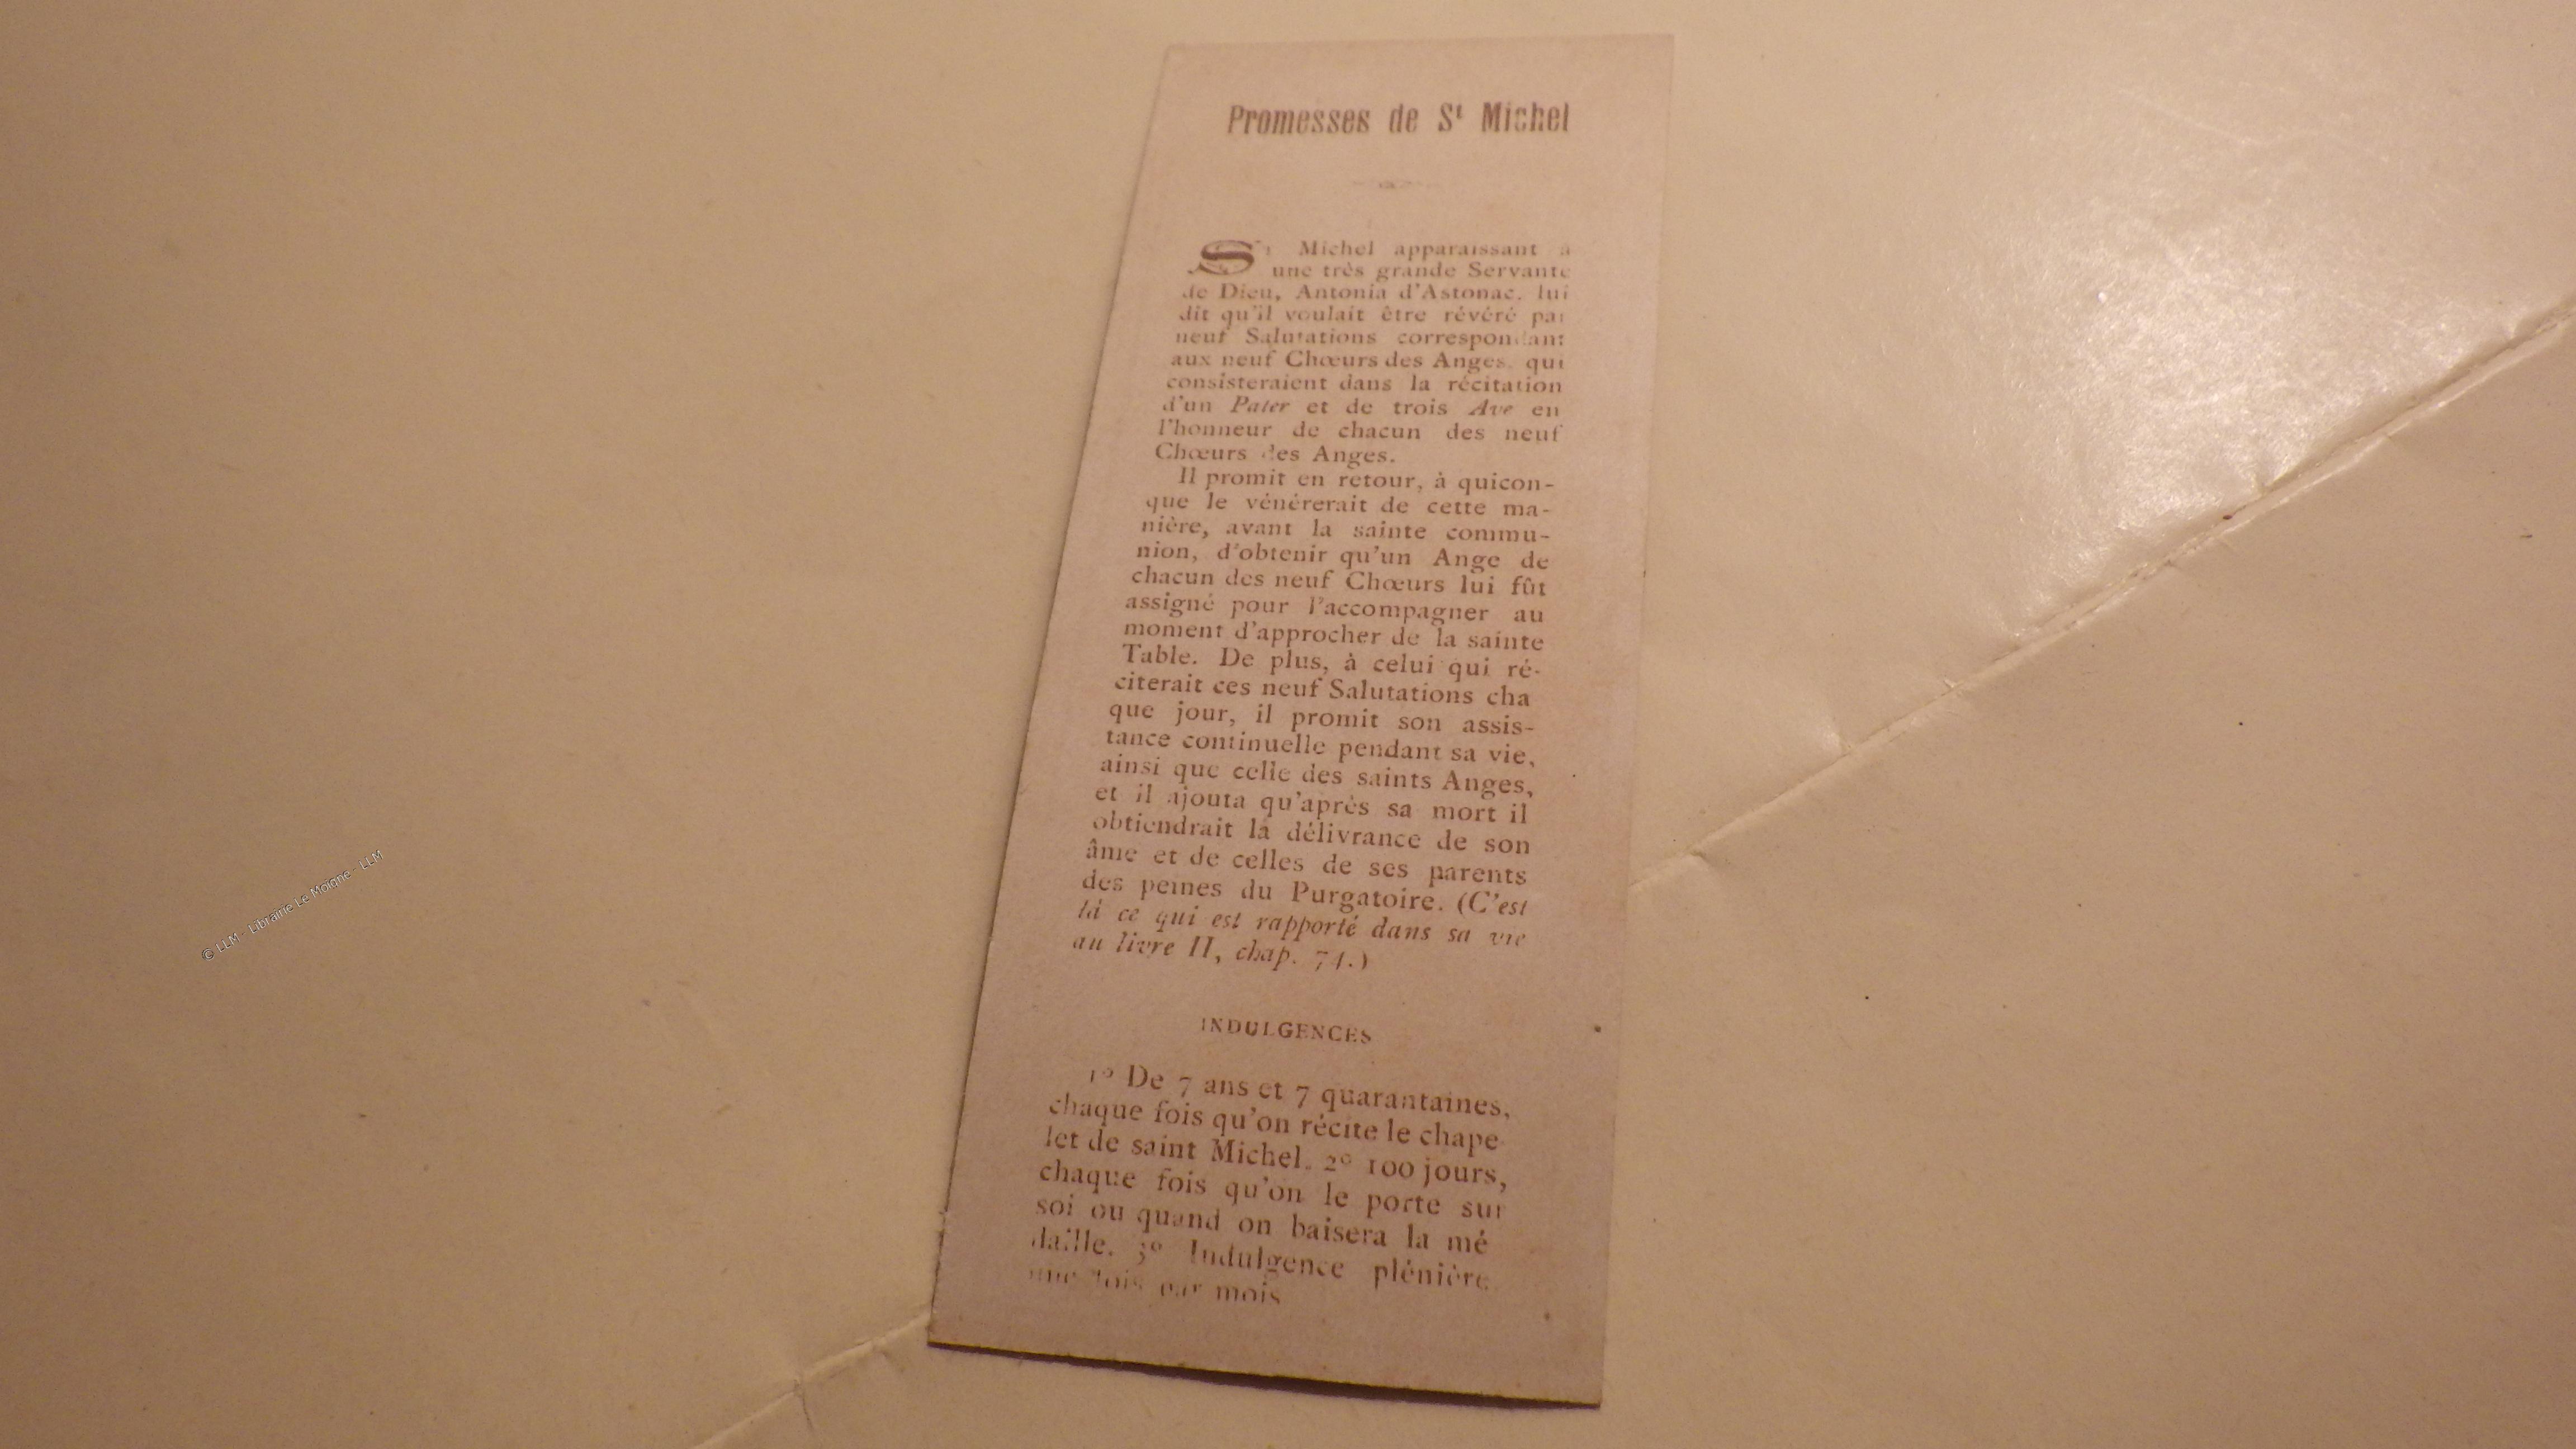 Promesses de St Michel
St Michel apparaissant à
une très grande Servante
de Dieu, Antonia d'Astonac, lui
dit qu'il voulait être révéré par
neuf Salutations correspondant
aux neuf Chœurs des Anges, qui
consisteraient dans la récitation
d'un Pater et de trois Ave en
l'honneur de chacun des neuf
Chœurs des Anges.
Il promit en retour, à quicon-
que le vénérerait de cette ma-
nière, avant la sainte commu-
nion, d'obtenir qu'un Ange de
chacun des neuf Chœurs lui fût
assigné pour l'accompagner au
moment d'approcher de la sainte
Table. De plus, à celui qui ré-
citerait ces neuf Salutations cha
que jour, il promit son assis-
tance continuelle pendant sa vie,
ainsi que celle des saints Anges,
et il ajouta qu'après sa mort il
obtiendrait la délivrance de son
âme et de celles de ses parents
des peines du Purgatoire. (C'est
là ce qui est rapporté dans sa vie
au livre II, chap. 74.)
INDULGENCES
1º De 7 ans et 7 quarantaines,
chaque fois qu'on récite le chape-
let de saint Michel. 2º 100 jours,
chaque fois qu'on le porte sur
soi ou quand on baisera la mé
daille. 3º Indulgence plénière
une fois par mois
© LLM - Librairie Le Moigne - LLM